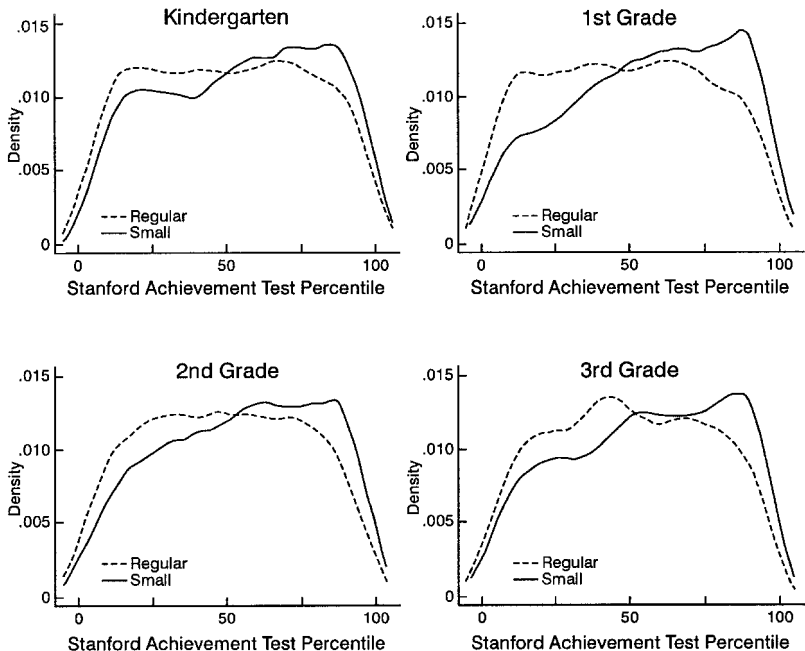 Kindergarten
.015
.010
.005
0
Density
Regular
Small
0 50 100
Stanford Achievement Test Percentile
1st Grade
.015
.010
.005
0
Density
Regular
Small
0 50 100
Stanford Achievement Test Percentile
2nd Grade
.015
.010
.005
0
Density
Regular
Small
0 50 100
Stanford Achievement Test Percentile
3rd Grade
.015
.010
.005
0
Density
Regular
Small
0 50 100
Stanford Achievement Test Percentile